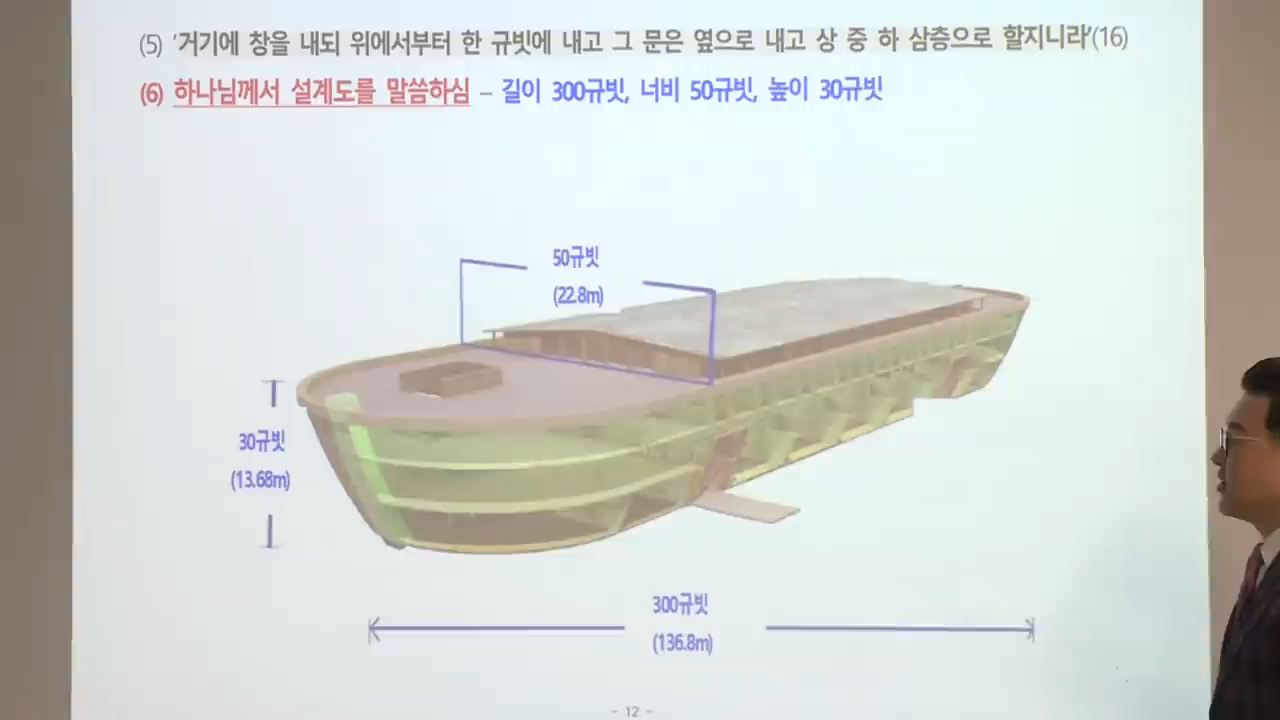 (5) '거기에 창을 내되 위에서부터 한 규빗에 내고 그 문은 옆으로 내고 상 중 하 삼층으로 할지니라'(16)
(6) 하나님께서 설계도를 말씀하심 – 길이 300규빗, 너비 50규빗, 높이 30규빗
50규빗
(22.8m)
30규빗
(13.68m)
300규빗
(136.8m)
- 12 -